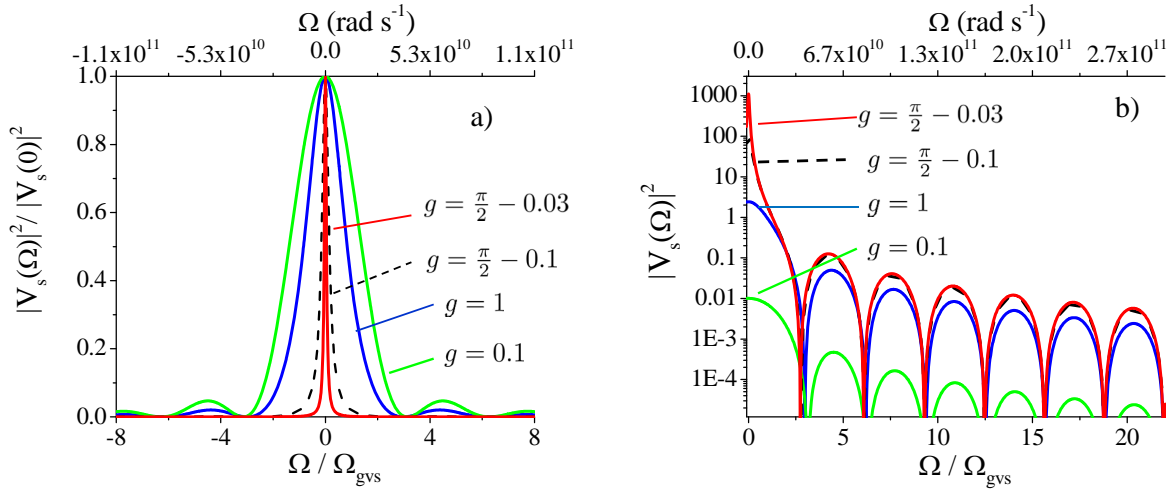 Ω (rad s⁻¹)
-1.1x10¹¹ -5.3x10¹⁰ 0.0 5.3x10¹⁰ 1.1x10¹¹
a)
|Vₛ(Ω)|² / |Vₛ(0)|²
1.0
0.8
0.6
0.4
0.2
0.0
g = π/2 − 0.03
g = π/2 − 0.1
g = 1
g = 0.1
-8 -4 0 4 8
Ω / Ω_gvs
Ω (rad s⁻¹)
0.0 6.7x10¹⁰ 1.3x10¹¹ 2.0x10¹¹ 2.7x10¹¹
b)
|Vₛ(Ω)|²
1000
100
10
1
0.1
0.01
1E-3
1E-4
g = π/2 − 0.03
g = π/2 − 0.1
g = 1
g = 0.1
0 5 10 15 20
Ω / Ω_gvs